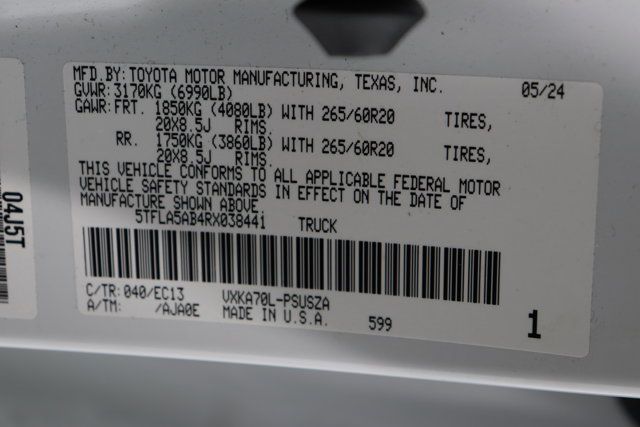 MFD.BY: TOYOTA MOTOR MANUFACTURING, TEXAS, INC. 05/24
GVWR: 3170KG (6990LB)
GAWR: FRT. 1850KG (4080LB) WITH 265/60R20 TIRES,
20X8.5J RIMS.
RR. 1750KG (3860LB) WITH 265/60R20 TIRES,
20X8.5J RIMS.
THIS VEHICLE CONFORMS TO ALL APPLICABLE FEDERAL MOTOR
VEHICLE SAFETY STANDARDS IN EFFECT ON THE DATE OF
MANUFACTURE SHOWN ABOVE.
5TFLA5AB4RX038441 TRUCK
C/TR: 040/EC13 VXKA70L-PSUSZA
A/TM: /AJA0E MADE IN U.S.A. 599 1
04J5T